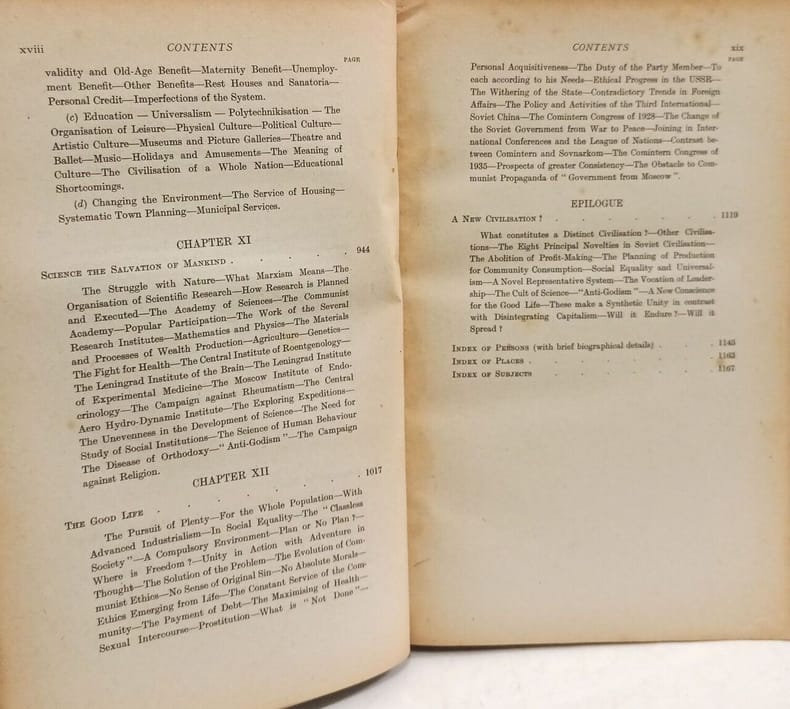 xviii CONTENTS
PAGE
validity and Old-Age Benefit—Maternity Benefit—Unemploy-
ment Benefit—Other Benefits—Rest Houses and Sanatoria—
Personal Credit—Imperfections of the System.
(c) Education — Universalism — Polytechnikisation — The
Organisation of Leisure—Physical Culture—Political Culture—
Artistic Culture—Museums and Picture Galleries—Theatre and
Ballet—Music—Holidays and Amusements—The Meaning of
Culture—The Civilisation of a Whole Nation—Educational
Shortcomings.
(d) Changing the Environment—The Service of Housing—
Systematic Town Planning—Municipal Services.
CHAPTER XI
SCIENCE THE SALVATION OF MANKIND . . . . 944
The Struggle with Nature—What Marxism Means—The
Organisation of Scientific Research—How Research is Planned
and Executed—The Academy of Sciences—The Communist
Academy—Popular Participation—The Work of the Several
Research Institutes—Mathematics and Physics—The Materials
and Processes of Wealth Production—Agriculture—Genetics—
The Fight for Health—The Central Institute of Roentgenology—
The Leningrad Institute of the Brain—The Leningrad Institute
of Experimental Medicine—The Moscow Institute of Endo-
crinology—The Campaign against Rheumatism—The Central
Aero Hydro-Dynamic Institute—The Exploring Expeditions—
The Unevenness in the Development of Science—The Need for
Study of Social Institutions—The Science of Human Behaviour
The Disease of Orthodoxy—“ Anti-Godism ”—The Campaign
against Religion.
CHAPTER XII
THE GOOD LIFE . . . . . . 1017
The Pursuit of Plenty—For the Whole Population—With
Advanced Industrialism—In Social Equality—The “ Classless
Society ”—A Compulsory Environment—Plan or No Plan ?—
Where is Freedom ?—Unity in Action with Adventure in
Thought—The Solution of the Problem—The Evolution of Com-
munist Ethics—No Sense of Original Sin—No Absolute Morals—
Ethics Emerging from Life—The Constant Service of the Com-
munity—The Payment of Debt—The Maximising of Health—
Sexual Intercourse—Prostitution—What is “ Not Done ”—
CONTENTS xix
PAGE
Personal Acquisitiveness—The Duty of the Party Member—To
each according to his Needs—Ethical Progress in the USSR—
The Withering of the State—Contradictory Trends in Foreign
Affairs—The Policy and Activities of the Third International—
Soviet China—The Comintern Congress of 1928—The Change of
the Soviet Government from War to Peace—Joining in Inter-
national Conferences and the League of Nations—Contrast be-
tween Comintern and Sovnarkom—The Comintern Congress of
1935—Prospects of greater Consistency—The Obstacle to Com-
munist Propaganda of “ Government from Moscow ”.
EPILOGUE
A NEW CIVILISATION ? . . . . . . 1119
What constitutes a Distinct Civilisation ?—Other Civilisa-
tions—The Eight Principal Novelties in Soviet Civilisation—
The Abolition of Profit-Making—The Planning of Production
for Community Consumption—Social Equality and Universal-
ism—A Novel Representative System—The Vocation of Leader-
ship—The Cult of Science—“Anti-Godism ”—A New Conscience
for the Good Life—These make a Synthetic Unity in contrast
with Disintegrating Capitalism—Will it Endure ?—Will it
Spread ?
INDEX OF PERSONS (with brief biographical details) . . 1145
INDEX OF PLACES . . . . . . 1163
INDEX OF SUBJECTS . . . . . . 1167